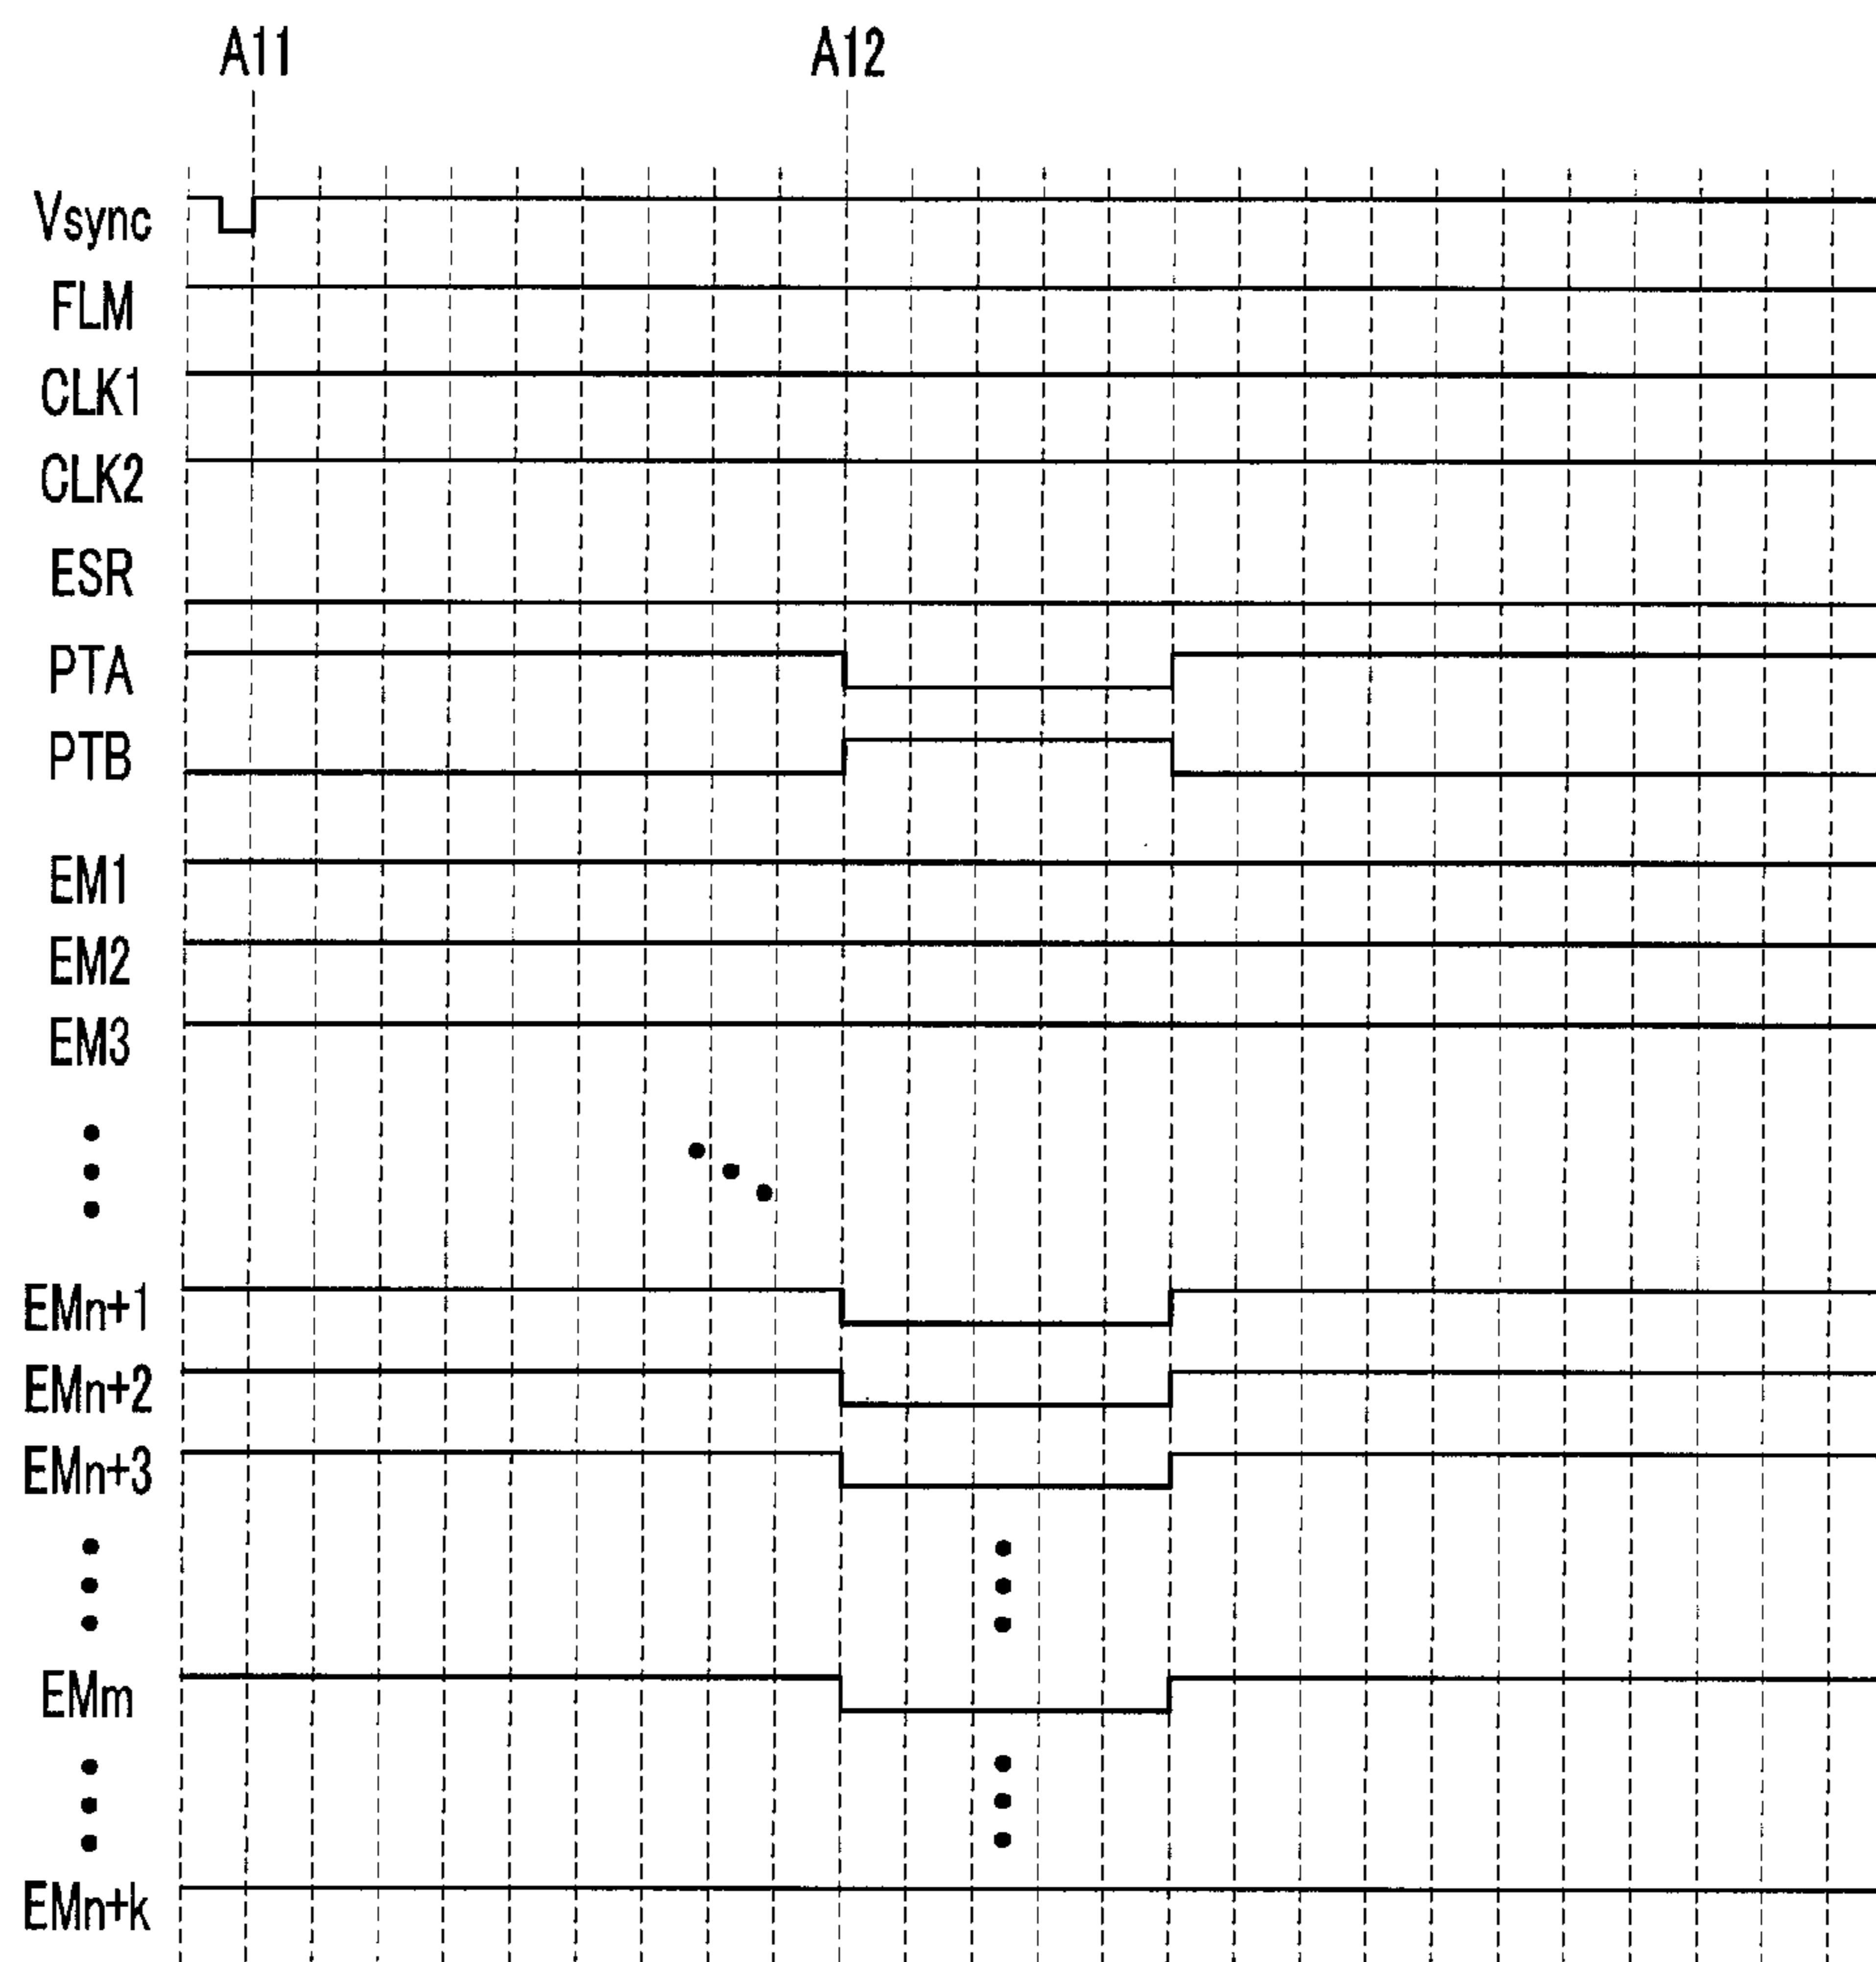 A11 A12
Vsync
FLM
CLK1
CLK2
ESR
PTA
PTB
EM1
EM2
EM3
EMn+1
EMn+2
EMn+3
EMm
EMn+k